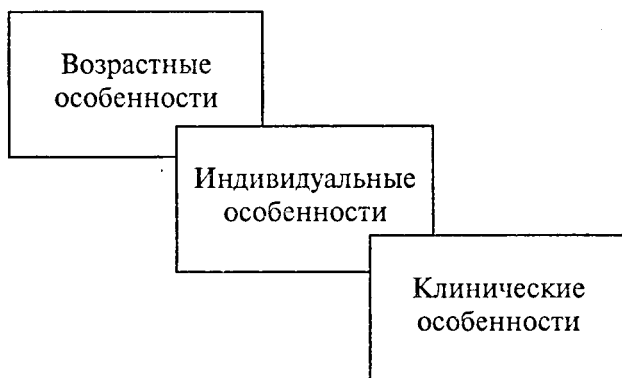 Возрастные
особенности
Индивидуальные
особенности
Клинические
особенности